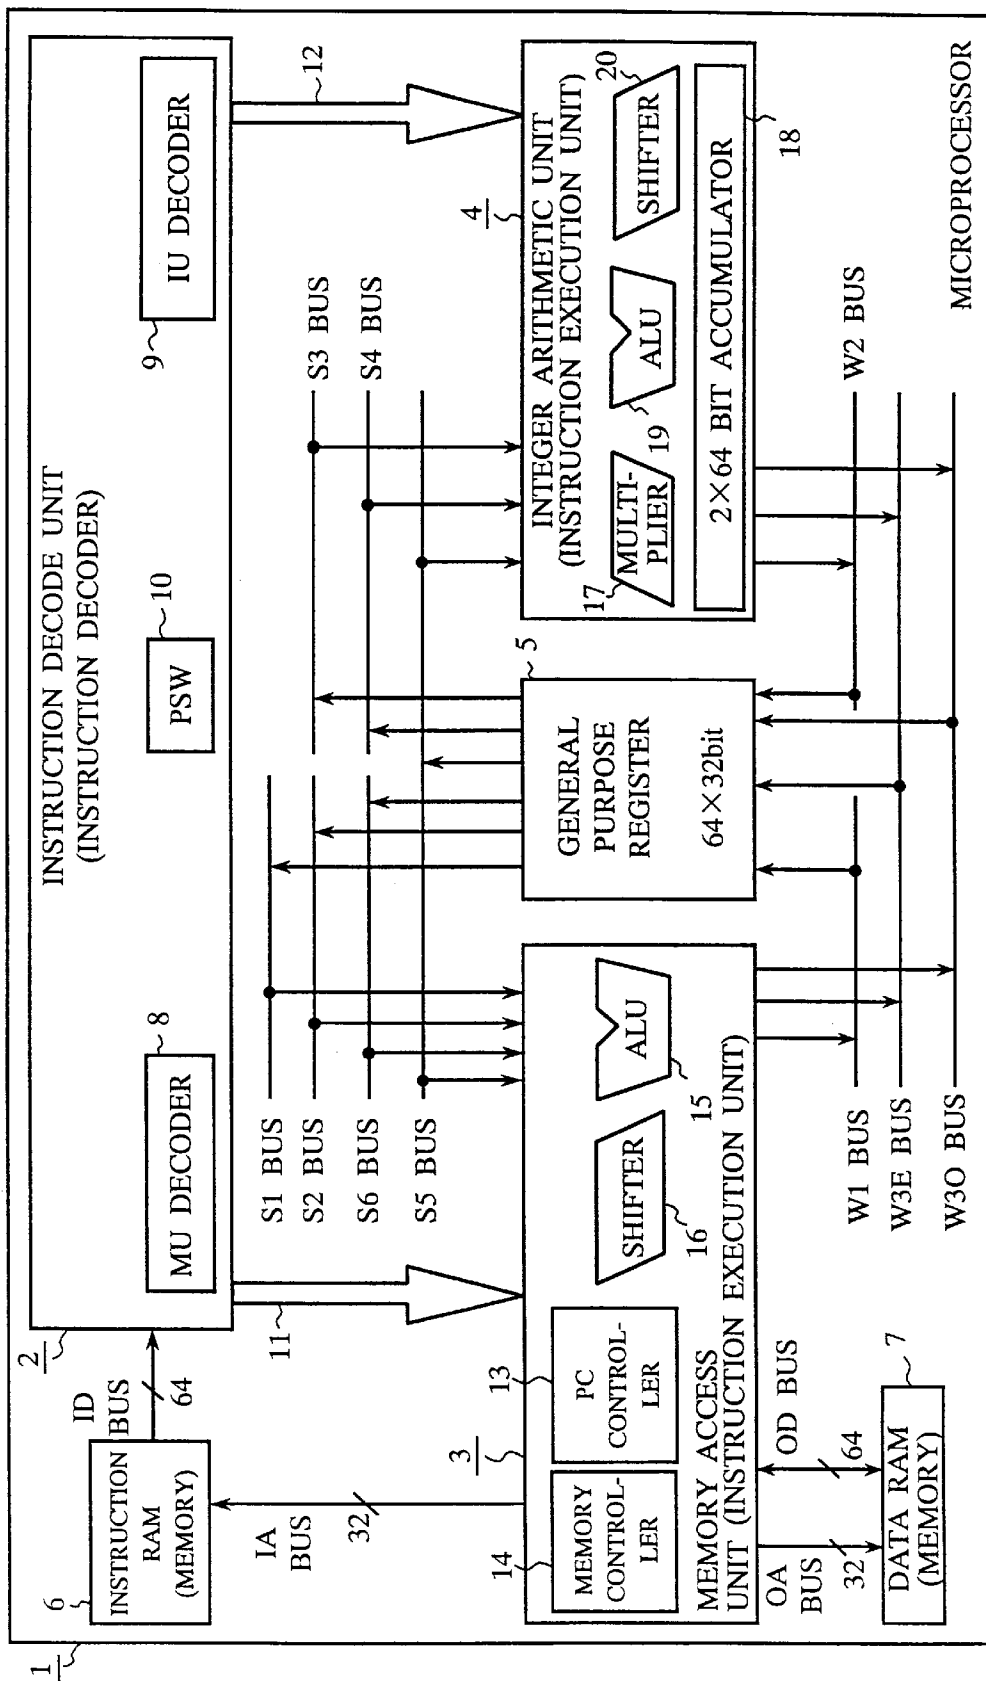 1
2
INSTRUCTION DECODE UNIT
(INSTRUCTION DECODER)
MU DECODER
8
PSW
10
IU DECODER
9
6
INSTRUCTION
RAM
(MEMORY)
ID
BUS
64
IA
BUS
32
11
12
S1 BUS
S2 BUS
S6 BUS
S5 BUS
S3 BUS
S4 BUS
3
MEMORY
CONTROL-
LER
14
PC
CONTROL-
LER
13
SHIFTER
16
ALU
15
MEMORY ACCESS
UNIT (INSTRUCTION EXECUTION UNIT)
5
GENERAL
PURPOSE
REGISTER
64×32bit
4
INTEGER ARITHMETIC UNIT
(INSTRUCTION EXECUTION UNIT)
17
MULTI-
PLIER
19
ALU
20
SHIFTER
2×64 BIT ACCUMULATOR
18
OA
BUS
32
OD BUS
64
7
DATA RAM
(MEMORY)
W1 BUS
W3E BUS
W3O BUS
W2 BUS
MICROPROCESSOR